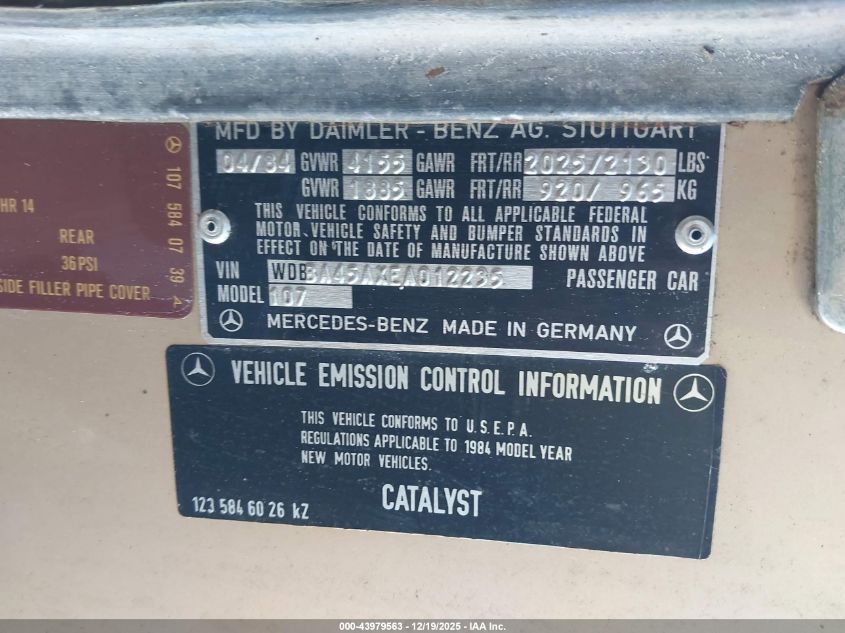 107 584 07 39 A
HR 14
REAR
36 PSI
SIDE FILLER PIPE COVER
MFD BY DAIMLER - BENZ AG. STUTTGART
04/84 GVWR 4155 GAWR FRT/RR 2025/2130 LBS
GVWR 1885 GAWR FRT/RR 920/ 965 KG
THIS VEHICLE CONFORMS TO ALL APPLICABLE FEDERAL
MOTOR VEHICLE SAFETY AND BUMPER STANDARDS IN
EFFECT ON THE DATE OF MANUFACTURE SHOWN ABOVE
VIN WDBBA45AXEA012235 PASSENGER CAR
MODEL 107
MERCEDES-BENZ MADE IN GERMANY
VEHICLE EMISSION CONTROL INFORMATION
THIS VEHICLE CONFORMS TO U.S.E.P.A.
REGULATIONS APPLICABLE TO 1984 MODEL YEAR
NEW MOTOR VEHICLES.
CATALYST
123 584 60 26 kZ
000-43979563 - 12/19/2025 - IAA Inc.